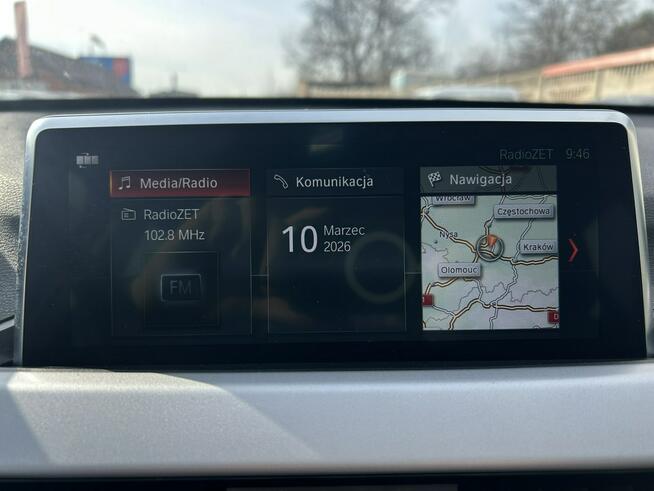 RadioZET 9:46
Media/Radio
Komunikacja
Nawigacja
RadioZET
102.8 MHz
FM
10 Marzec
2026
Wrocław
Częstochowa
Nysa
Kraków
Olomouc